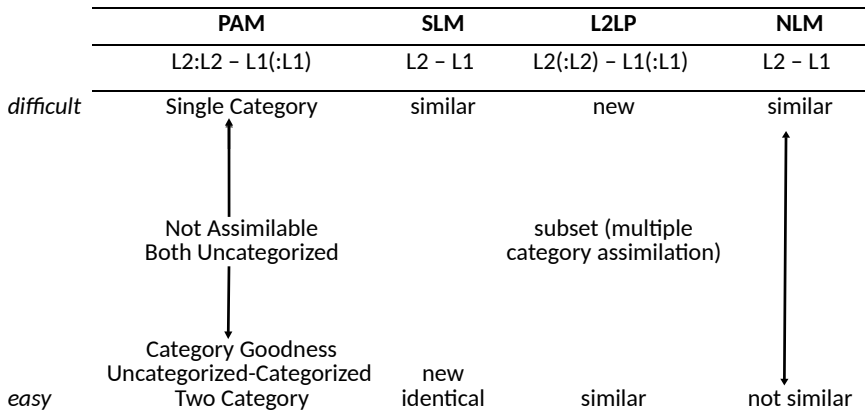 PAM SLM L2LP NLM
L2:L2 – L1(:L1) L2 – L1 L2(:L2) – L1(:L1) L2 – L1
difficult Single Category similar new similar
Not Assimilable subset (multiple
Both Uncategorized category assimilation)
Category Goodness
Uncategorized-Categorized new
easy Two Category identical similar not similar